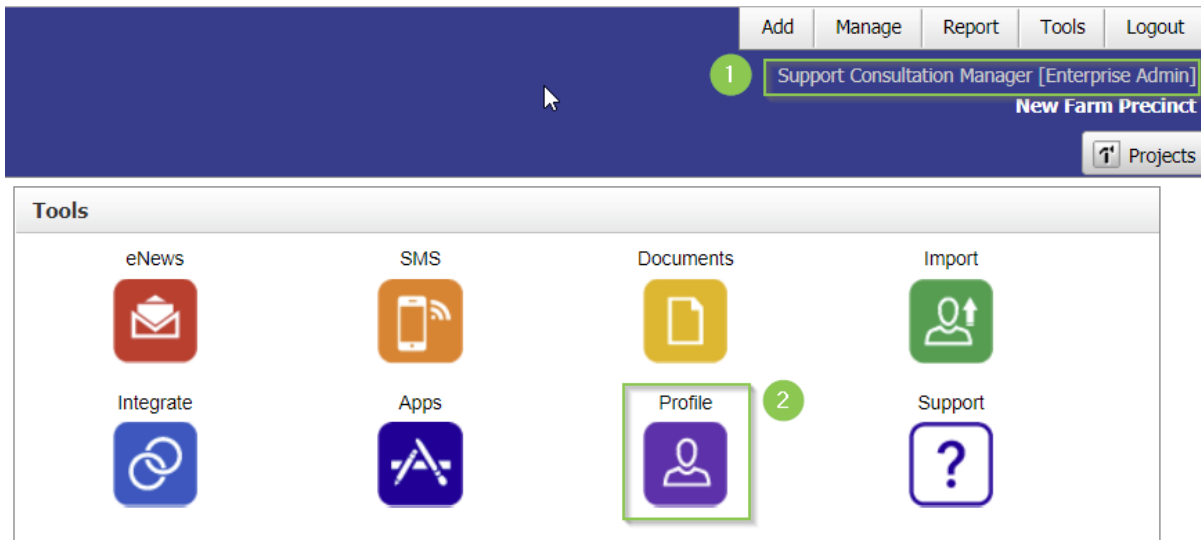 Add Manage Report Tools Logout
1 Support Consultation Manager [Enterprise Admin]
New Farm Precinct
Projects
Tools
eNews SMS Documents Import
Integrate Apps Profile 2 Support
?